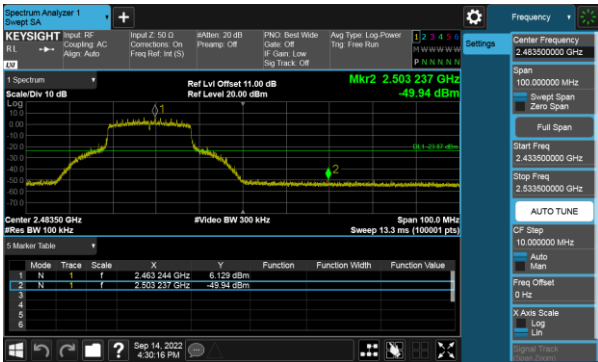 Spectrum Analyzer 1
Swept SA
Frequency
KEYSIGHT
Input: RF
Input Z: 50 Ω
#Atten: 20 dB
PNO: Best Wide
Avg Type: Log-Power
1 2 3 4 5 6
RL
Coupling: AC
Corrections: On
Preamp: Off
Gate: Off
Trig: Free Run
M W W W W W
Align: Auto
Freq Ref: Int (S)
IF Gain: Low
Sig Track: Off
P N N N N N
LXI
Settings
1 Spectrum
Scale/Div 10 dB
Ref Lvl Offset 11.00 dB
Ref Level 20.00 dBm
Mkr2 2.503 237 GHz
-49.94 dBm
Log
10.0
0.00
-10.0
-20.0
-30.0
-40.0
-50.0
-60.0
-70.0
1
2
DL1 -23.87 dBm
Center 2.48350 GHz
#Res BW 100 kHz
#Video BW 300 kHz
Span 100.0 MHz
Sweep 13.3 ms (100001 pts)
5 Marker Table
Mode Trace Scale X Y Function Function Width Function Value
1 N 1 f 2.463 244 GHz 6.129 dBm
2 N 1 f 2.503 237 GHz -49.94 dBm
3
4
5
6
Sep 14, 2022
4:30:16 PM
Center Frequency
2.483500000 GHz
Span
100.000000 MHz
Swept Span
Zero Span
Full Span
Start Freq
2.433500000 GHz
Stop Freq
2.533500000 GHz
AUTO TUNE
CF Step
10.000000 MHz
Auto
Man
Freq Offset
0 Hz
X Axis Scale
Log
Lin
Signal Track
(Span Zoom)